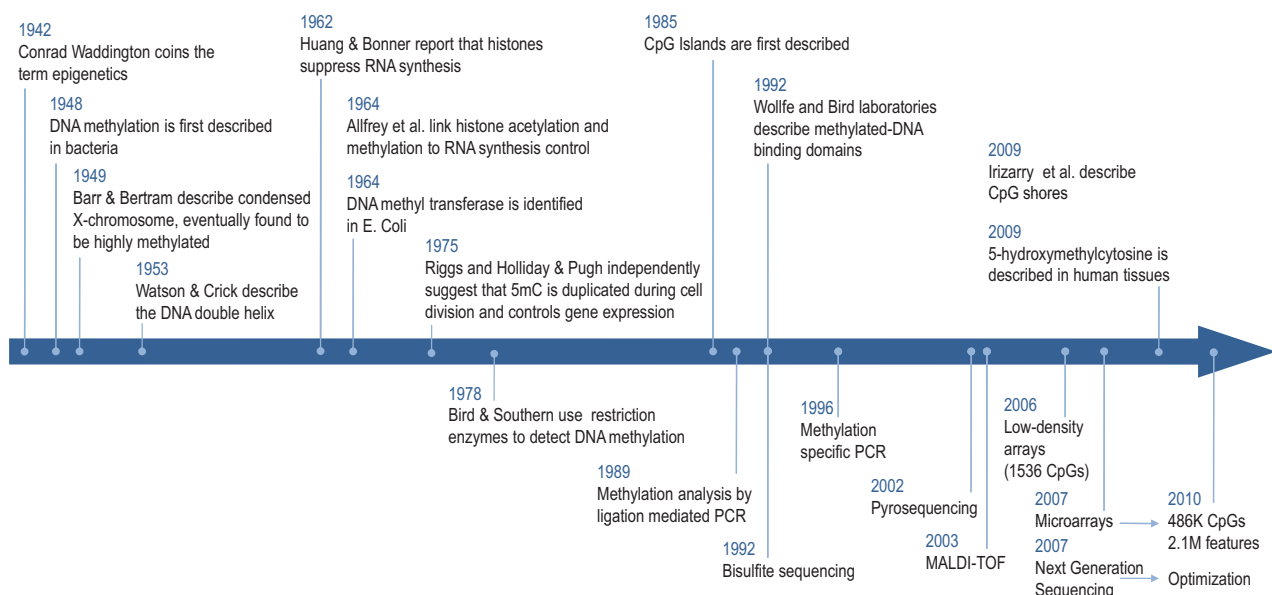 1942
Conrad Waddington coins the
term epigenetics
1948
DNA methylation is first described
in bacteria
1949
Barr & Bertram describe condensed
X-chromosome, eventually found to
be highly methylated
1953
Watson & Crick describe
the DNA double helix
1962
Huang & Bonner report that histones
suppress RNA synthesis
1964
Allfrey et al. link histone acetylation and
methylation to RNA synthesis control
1964
DNA methyl transferase is identified
in E. Coli
1975
Riggs and Holliday & Pugh independently
suggest that 5mC is duplicated during cell
division and controls gene expression
1985
CpG Islands are first described
1992
Wollfe and Bird laboratories
describe methylated-DNA
binding domains
2009
Irizarry et al. describe
CpG shores
2009
5-hydroxymethylcytosine is
described in human tissues
1978
Bird & Southern use restriction
enzymes to detect DNA methylation
1989
Methylation analysis by
ligation mediated PCR
1992
Bisulfite sequencing
1996
Methylation
specific PCR
2002
Pyrosequencing
2003
MALDI-TOF
2006
Low-density
arrays
(1536 CpGs)
2007
Microarrays
2007
Next Generation
Sequencing
2010
486K CpGs
2.1M features
Optimization